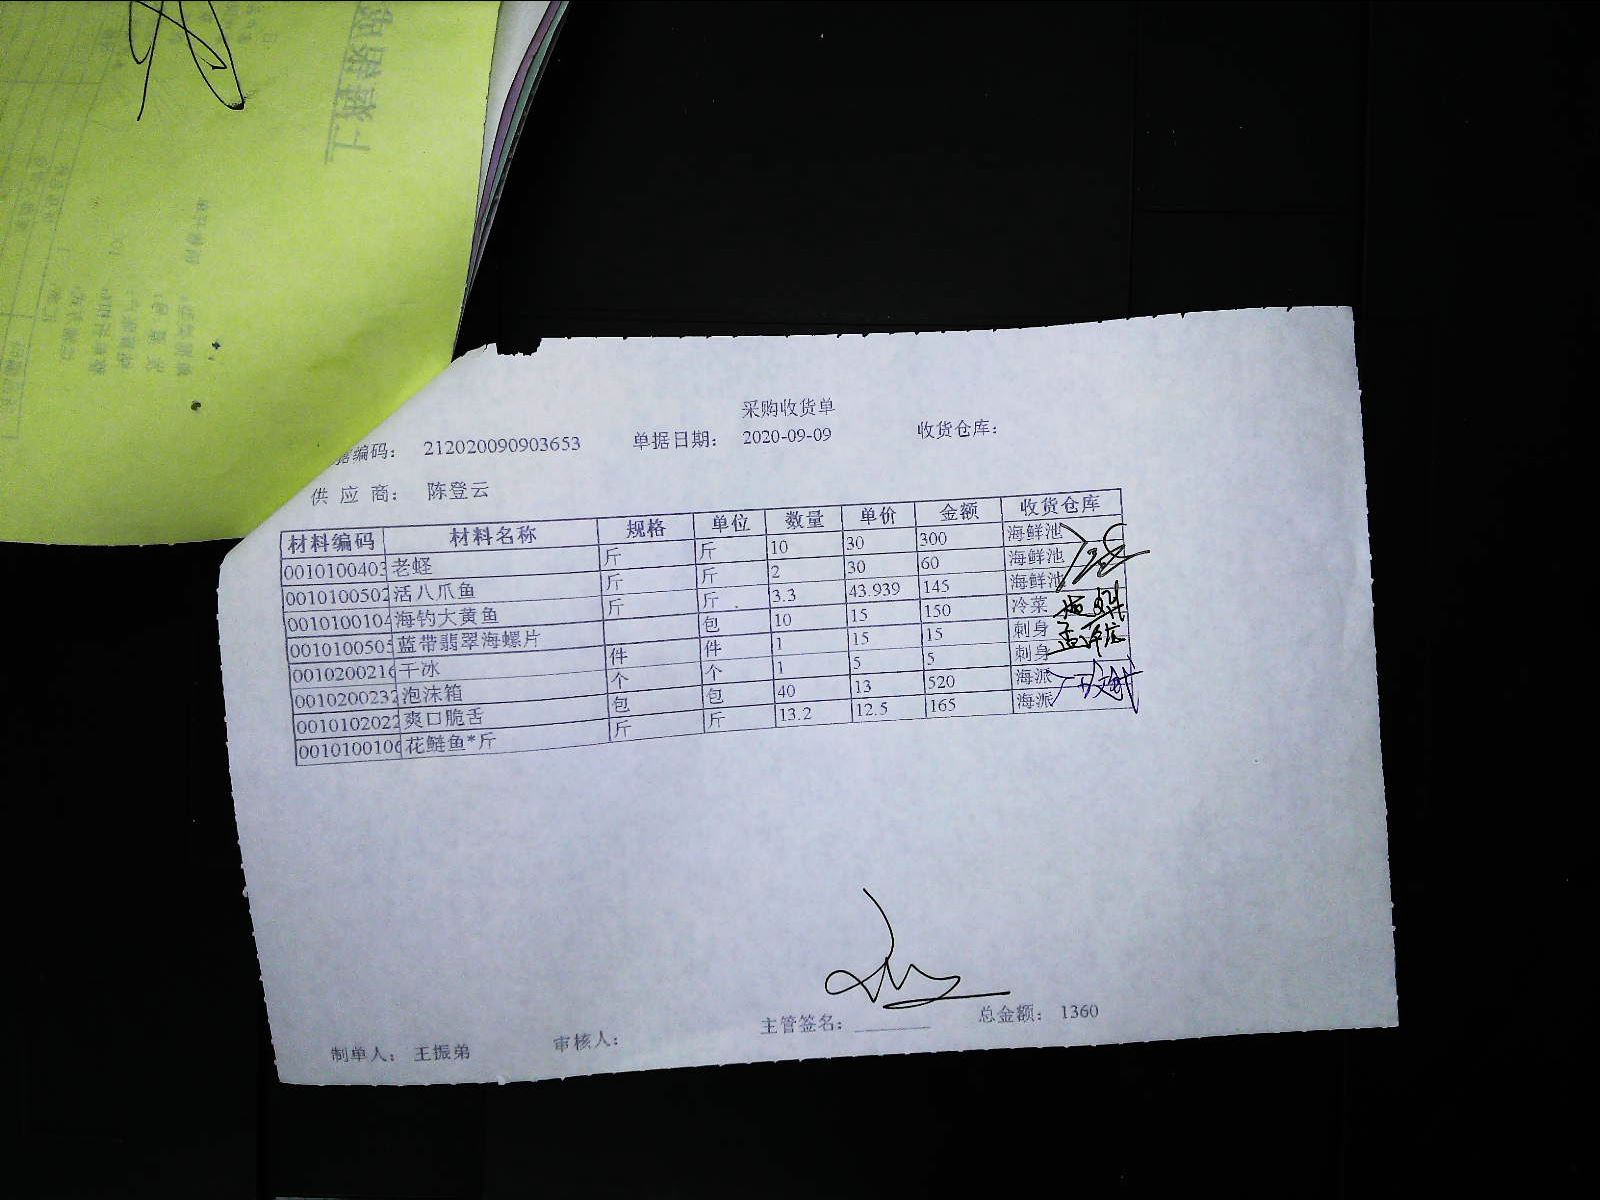 采购收货单
编码： 212020090903653 单据日期： 2020-09-09 收货仓库：
供 应 商： 陈登云
材料编码 材料名称 规格 单位 数量 单价 金额 收货仓库
0010100403 老蛏 斤 斤 10 30 300 海鲜池
0010100502 活八爪鱼 斤 斤 2 30 60 海鲜池
0010100104 海钓大黄鱼 斤 斤 3.3 43.939 145 海鲜池
0010100505 蓝带翡翠海螺片 包 10 15 150 冷菜
0010200216 干冰 件 件 1 15 15 刺身
0010200232 泡沫箱 个 个 1 5 5 刺身
0010102022 爽口脆舌 包 包 40 13 520 海派
0010100106 花鲢鱼*斤 斤 斤 13.2 12.5 165 海派
制单人： 王振弟 审核人： 主管签名： 总金额： 1360